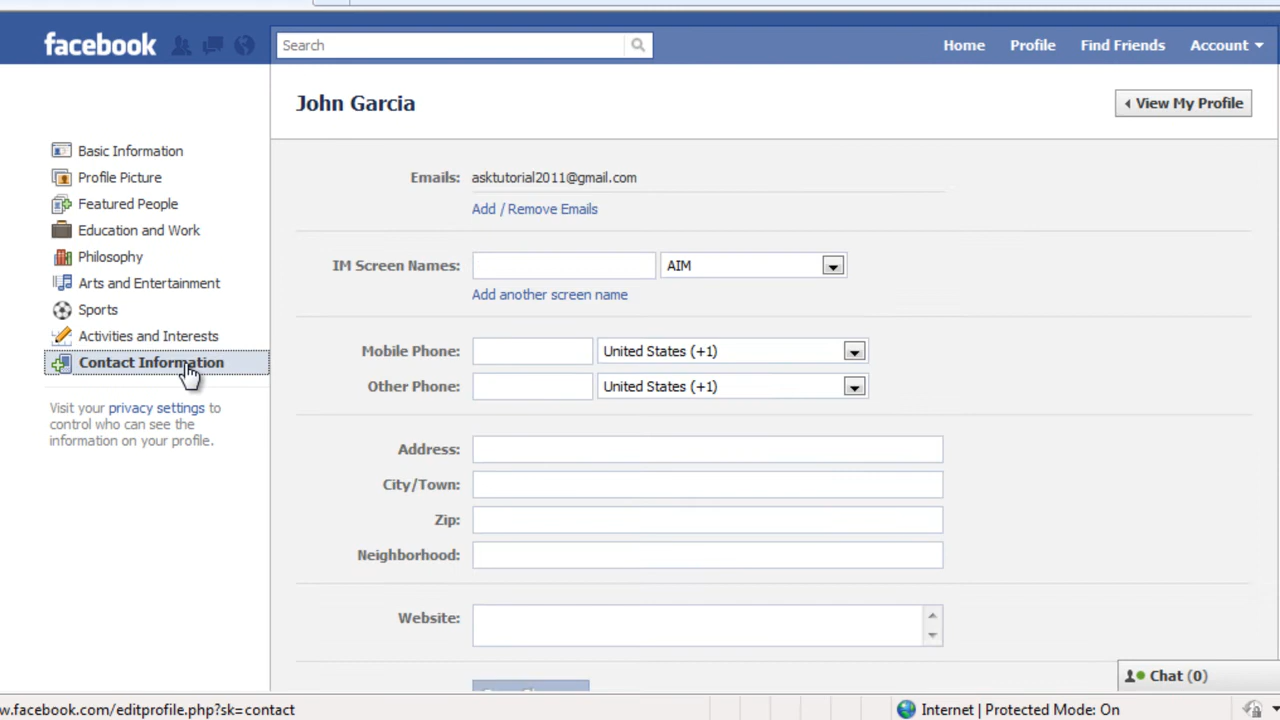 facebook
Search
Home
Profile
Find Friends
Account
John Garcia
View My Profile
Basic Information
Profile Picture
Featured People
Education and Work
Philosophy
Arts and Entertainment
Sports
Activities and Interests
Contact Information
Visit your privacy settings to
control who can see the
information on your profile.
Emails: asktutorial2011@gmail.com
Add / Remove Emails
IM Screen Names: AIM
Add another screen name
Mobile Phone: United States (+1)
Other Phone: United States (+1)
Address:
City/Town:
Zip:
Neighborhood:
Website:
Chat (0)
w.facebook.com/editprofile.php?sk=contact
Internet | Protected Mode: On